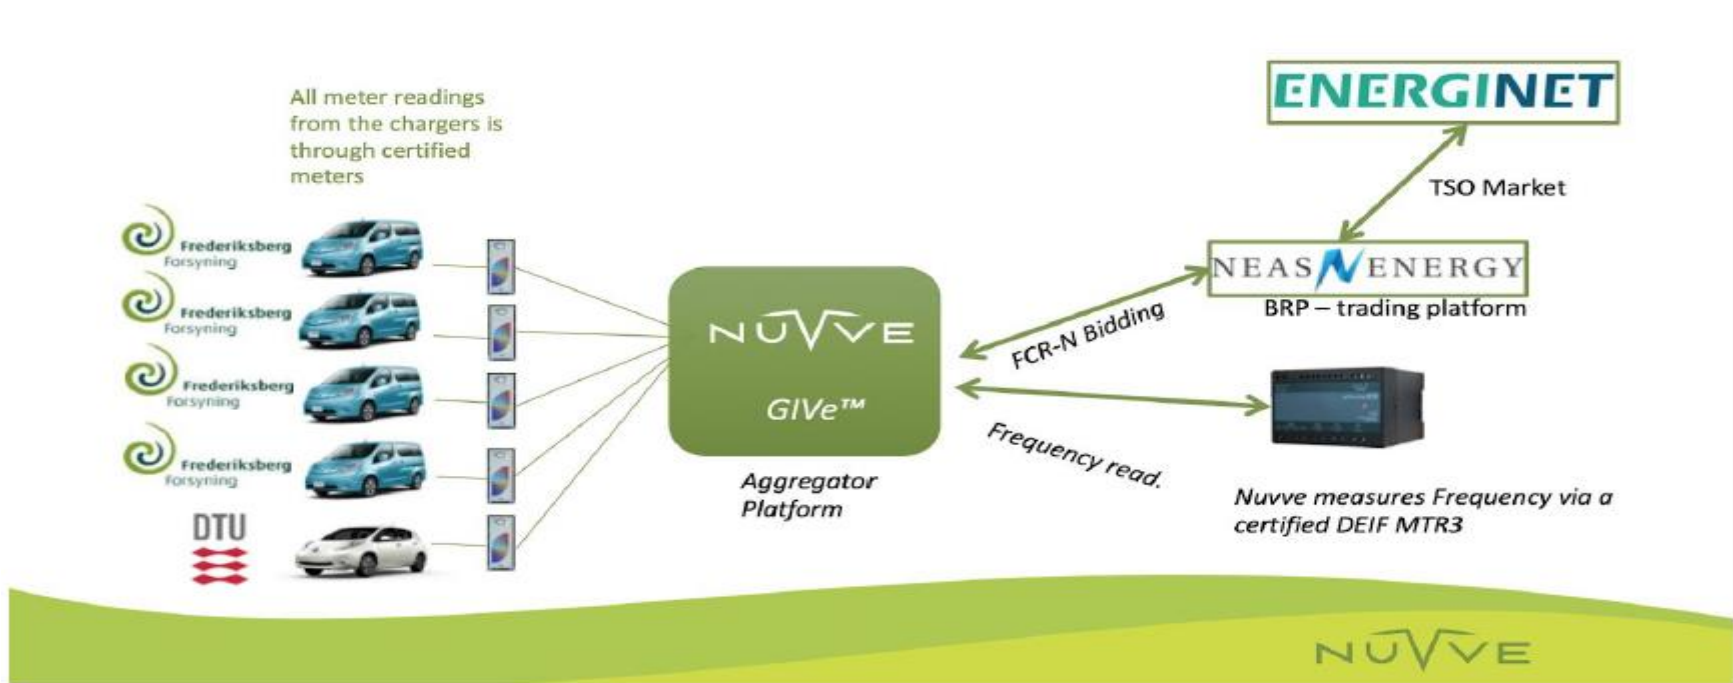 All meter readings
from the chargers is
through certified
meters
Frederiksberg
Forsyning
Frederiksberg
Forsyning
Frederiksberg
Forsyning
Frederiksberg
Forsyning
DTU
NUVVE
GIVe™
Aggregator
Platform
ENERGINET
TSO Market
NEAS ENERGY
BRP – trading platform
FCR-N Bidding
Frequency read.
Nuvve measures Frequency via a
certified DEIF MTR3
NUVVE